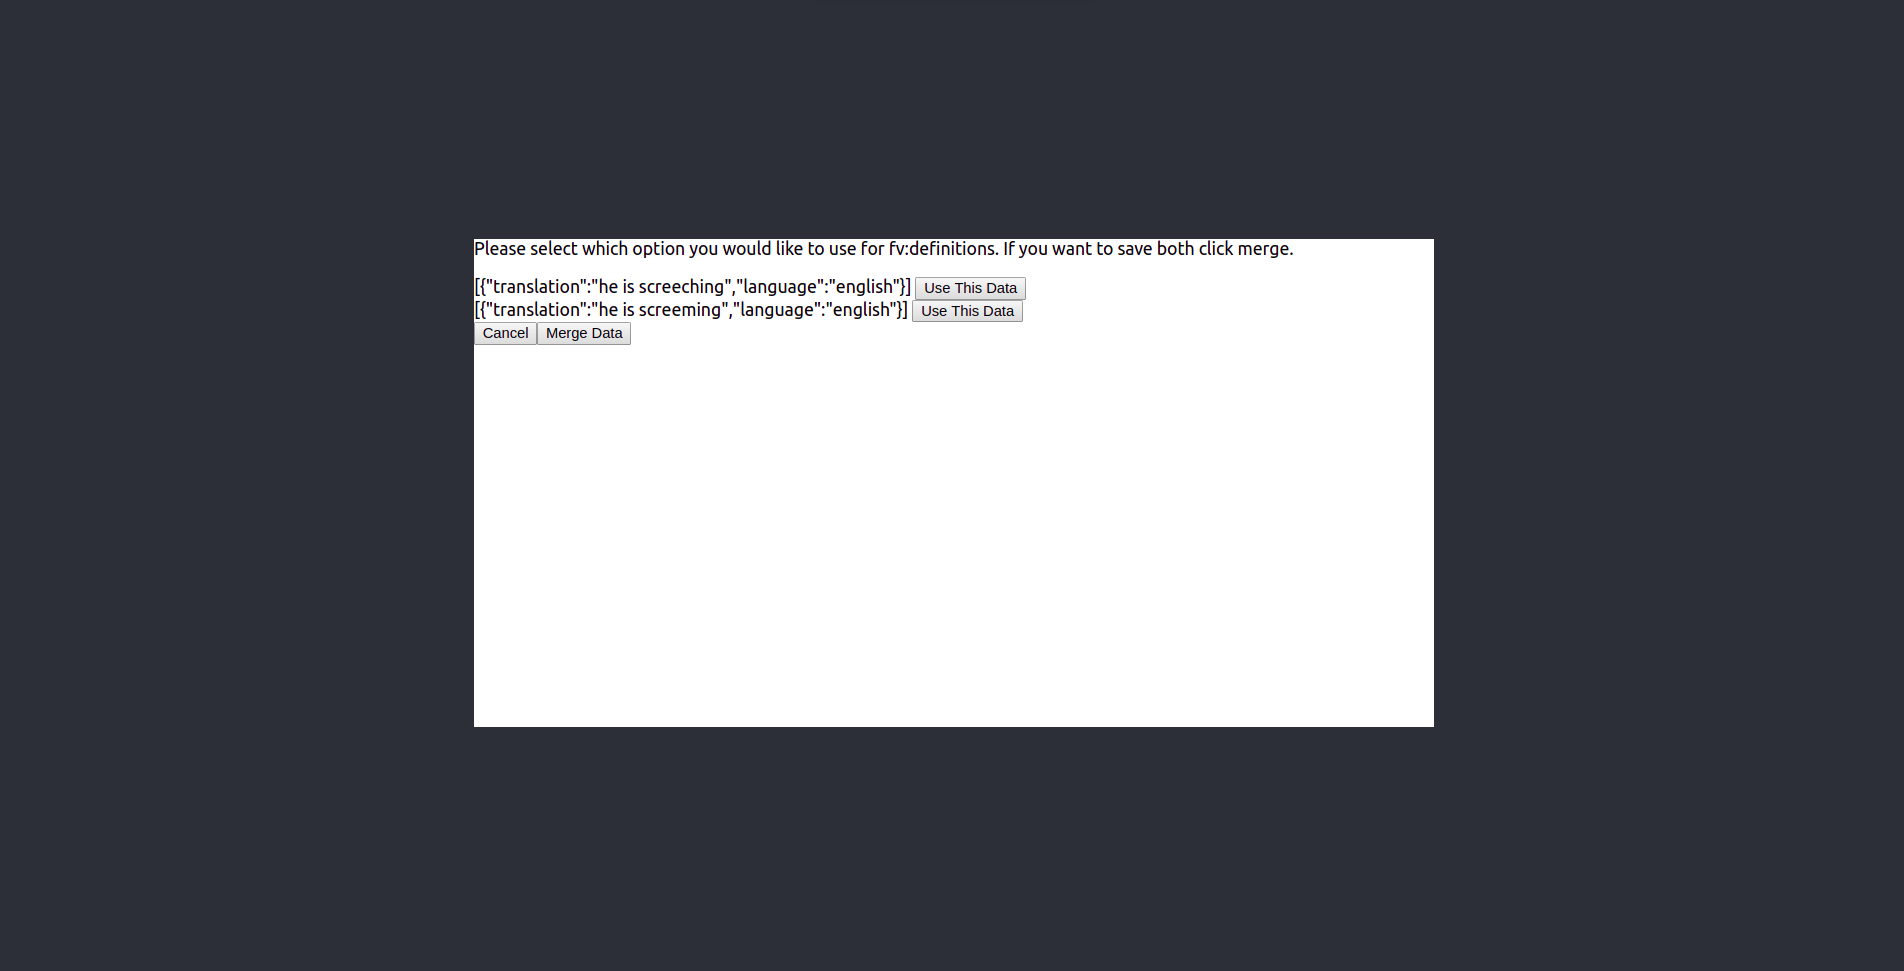 Please select which option you would like to use for fv:definitions. If you want to save both click merge.
[{"translation":"he is screeching","language":"english"}] Use This Data
[{"translation":"he is screeming","language":"english"}] Use This Data
Cancel Merge Data